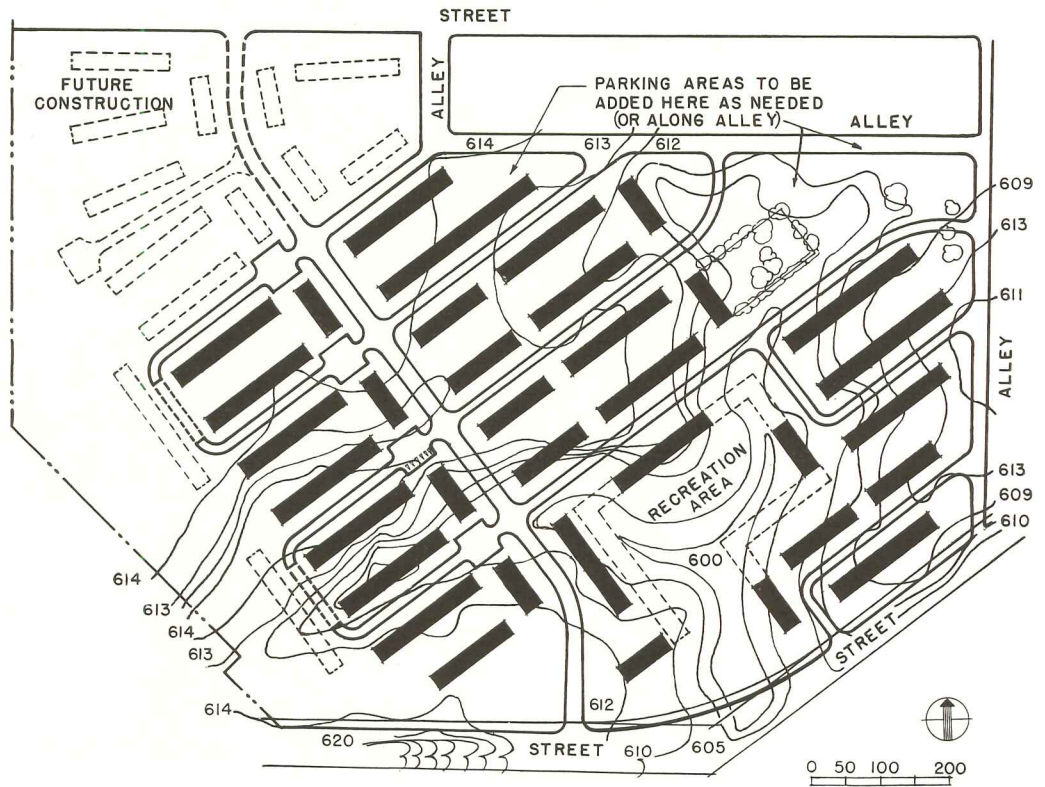 STREET
FUTURE
CONSTRUCTION
ALLEY
PARKING AREAS TO BE
ADDED HERE AS NEEDED
(OR ALONG ALLEY)
ALLEY
614
613
612
609
613
611
ALLEY
RECREATION
AREA
600
613
609
610
614
613
614
613
STREET
614
612
620
STREET
610
605
0 50 100 200